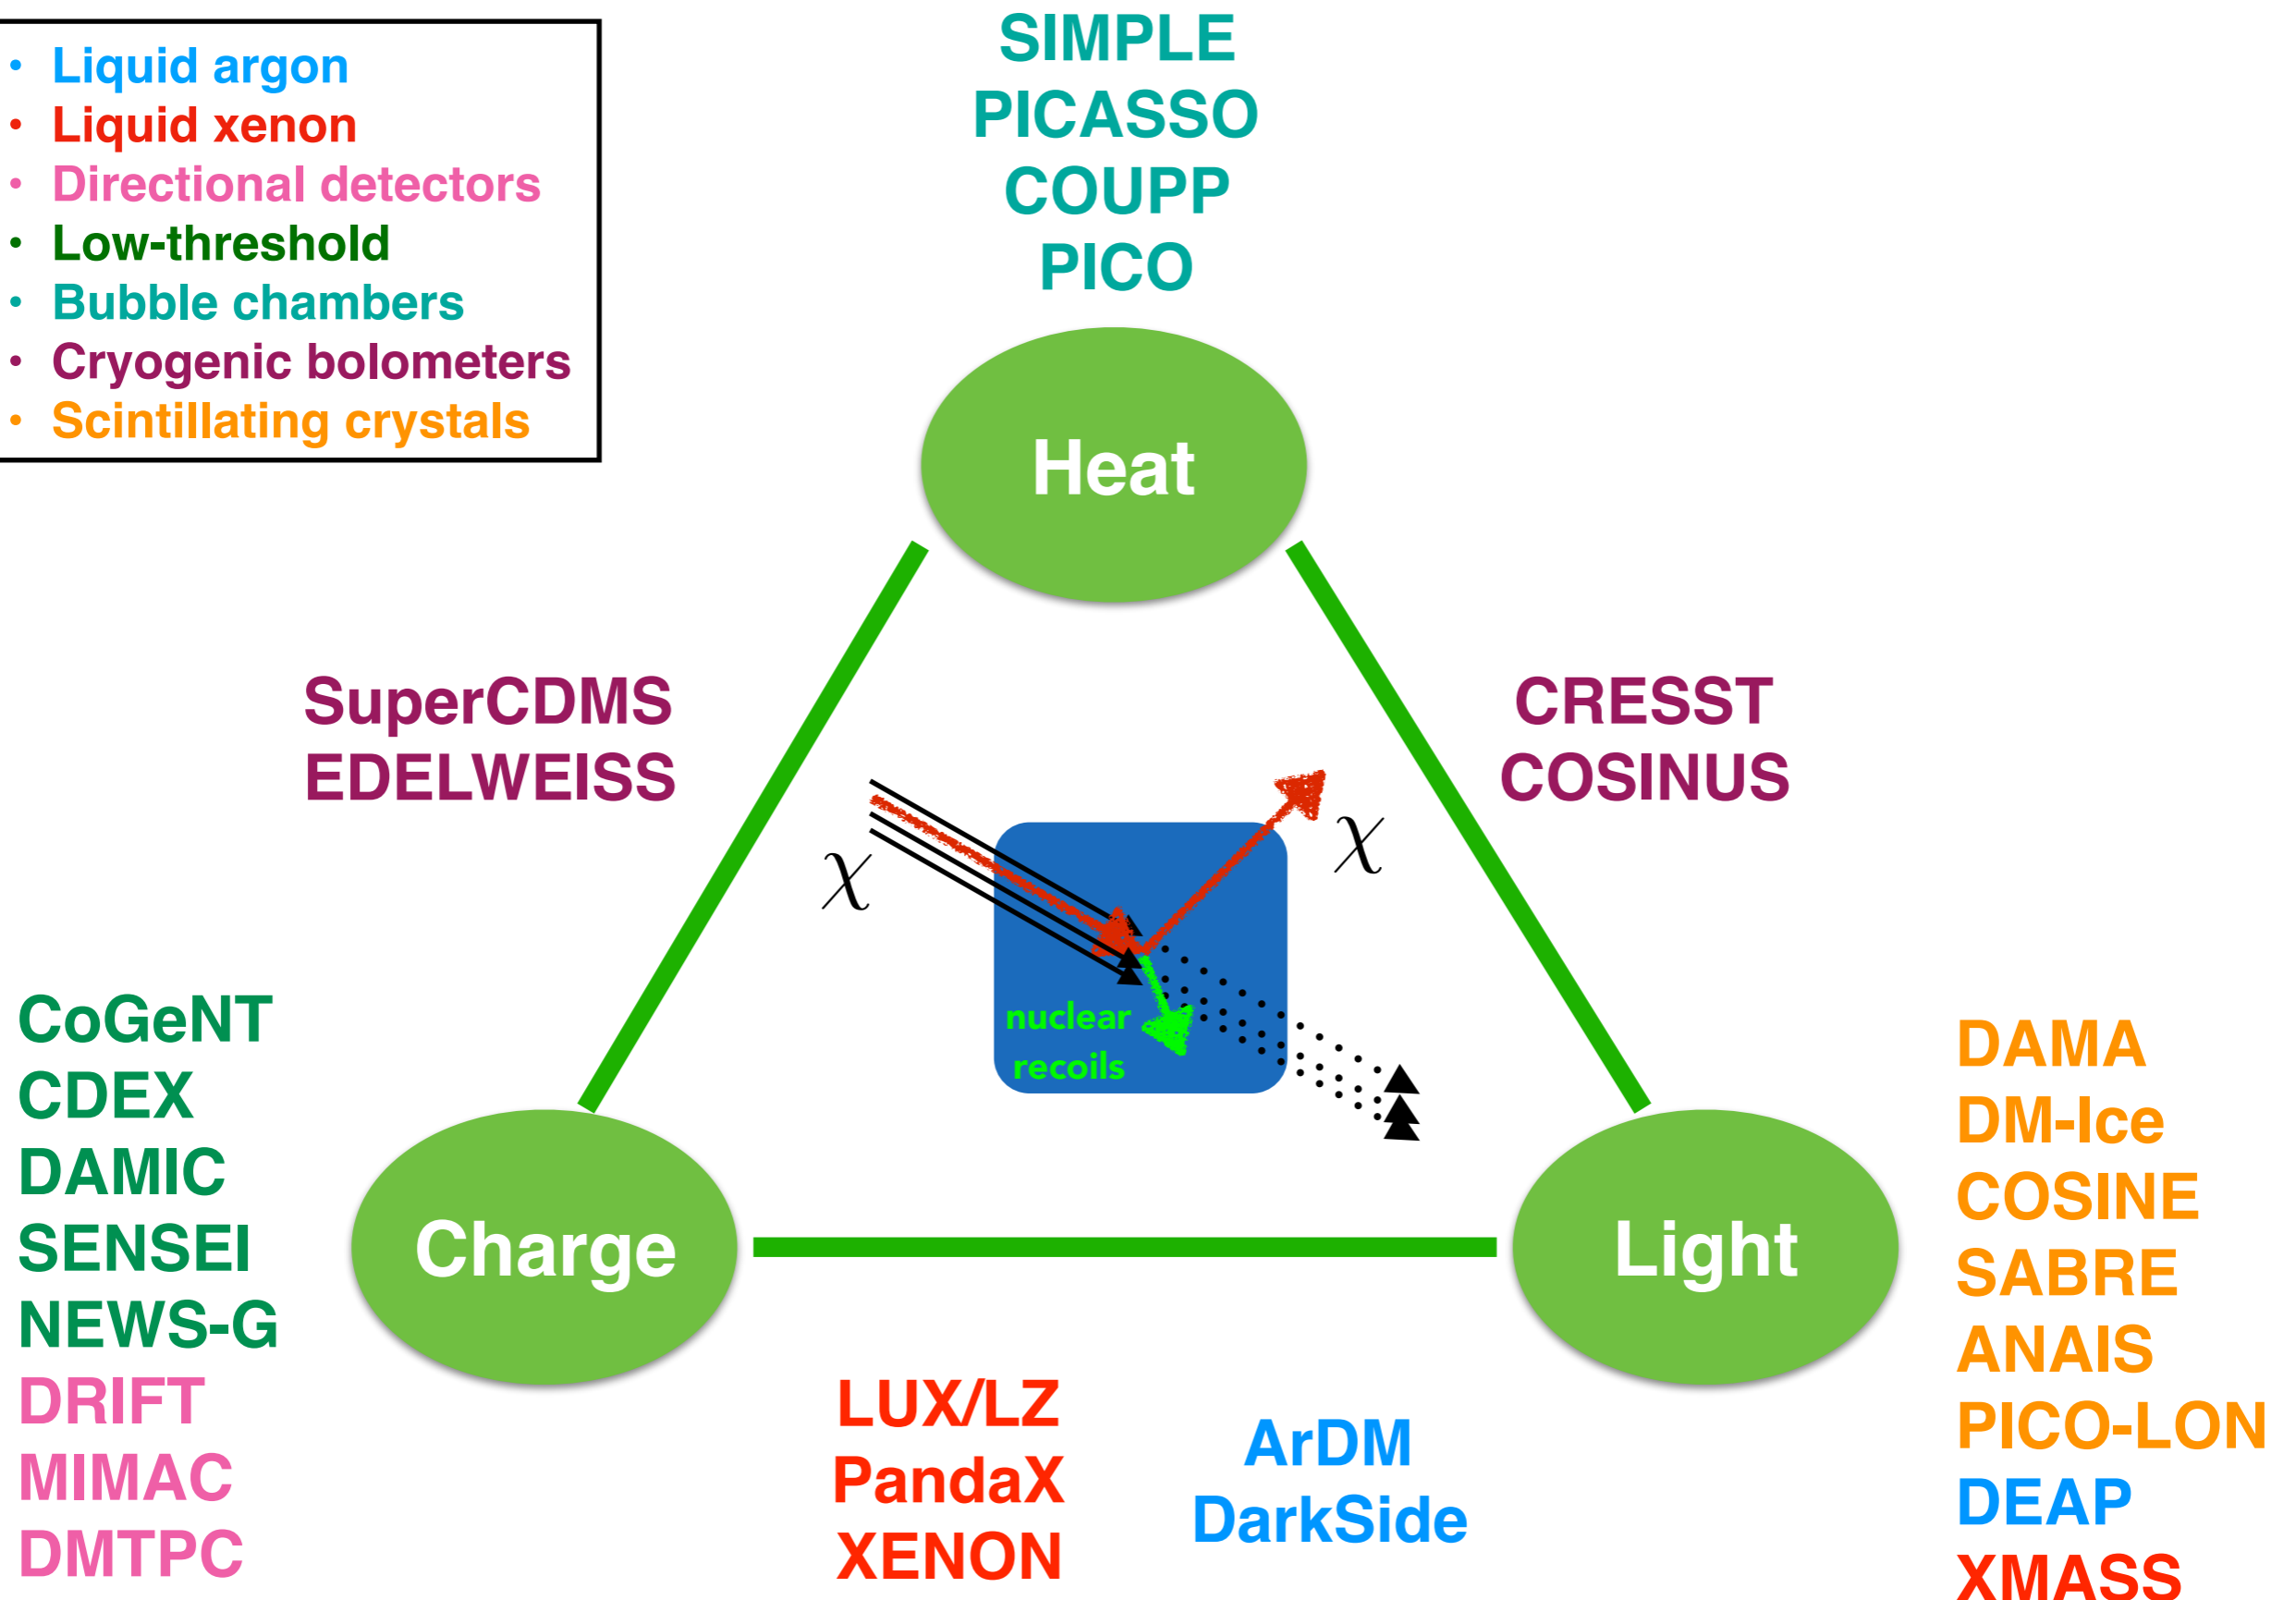 • Liquid argon
• Liquid xenon
• Directional detectors
• Low-threshold
• Bubble chambers
• Cryogenic bolometers
• Scintillating crystals
SIMPLE
PICASSO
COUPP
PICO
Heat
SuperCDMS
EDELWEISS
CRESST
COSINUS
χ
χ
nuclear
recoils
CoGeNT
CDEX
DAMIC
SENSEI
NEWS-G
DRIFT
MIMAC
DMTPC
Charge
Light
DAMA
DM-Ice
COSINE
SABRE
ANAIS
PICO-LON
DEAP
XMASS
LUX/LZ
PandaX
XENON
ArDM
DarkSide